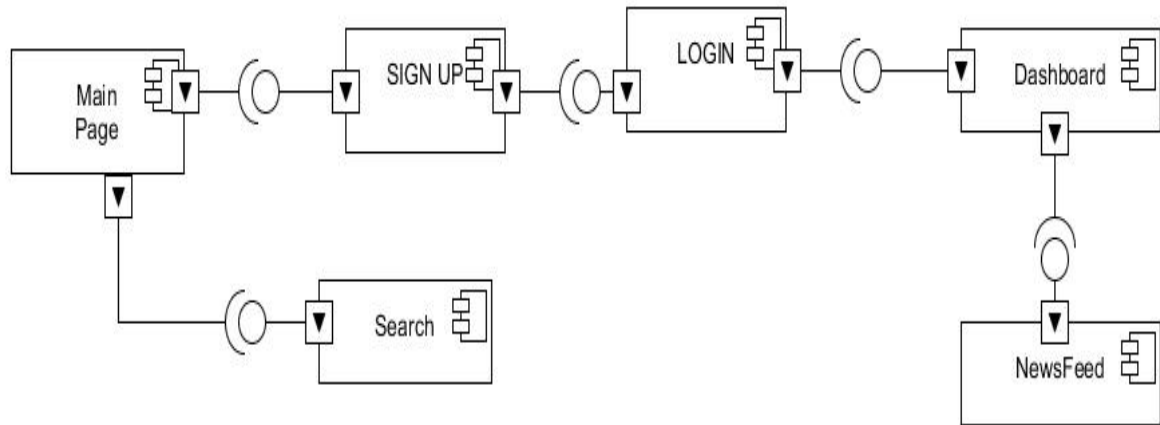 Main
Page
SIGN UP
LOGIN
Dashboard
Search
NewsFeed